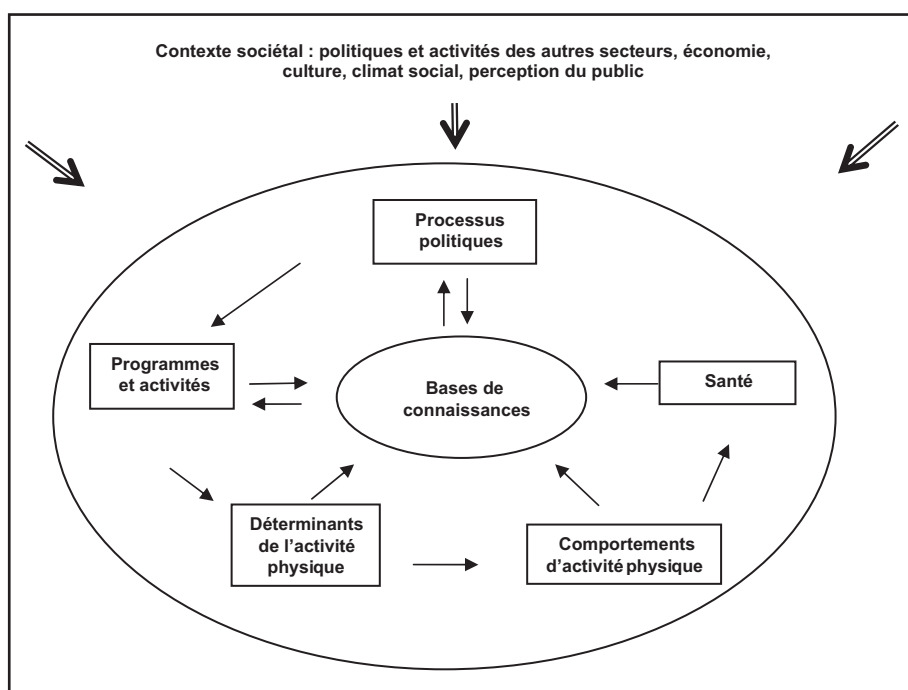 Contexte sociétal : politiques et activités des autres secteurs, économie,
culture, climat social, perception du public
Processus
politiques
Programmes
et activités
Bases de
connaissances
Santé
Déterminants
de l'activité
physique
Comportements
d'activité physique